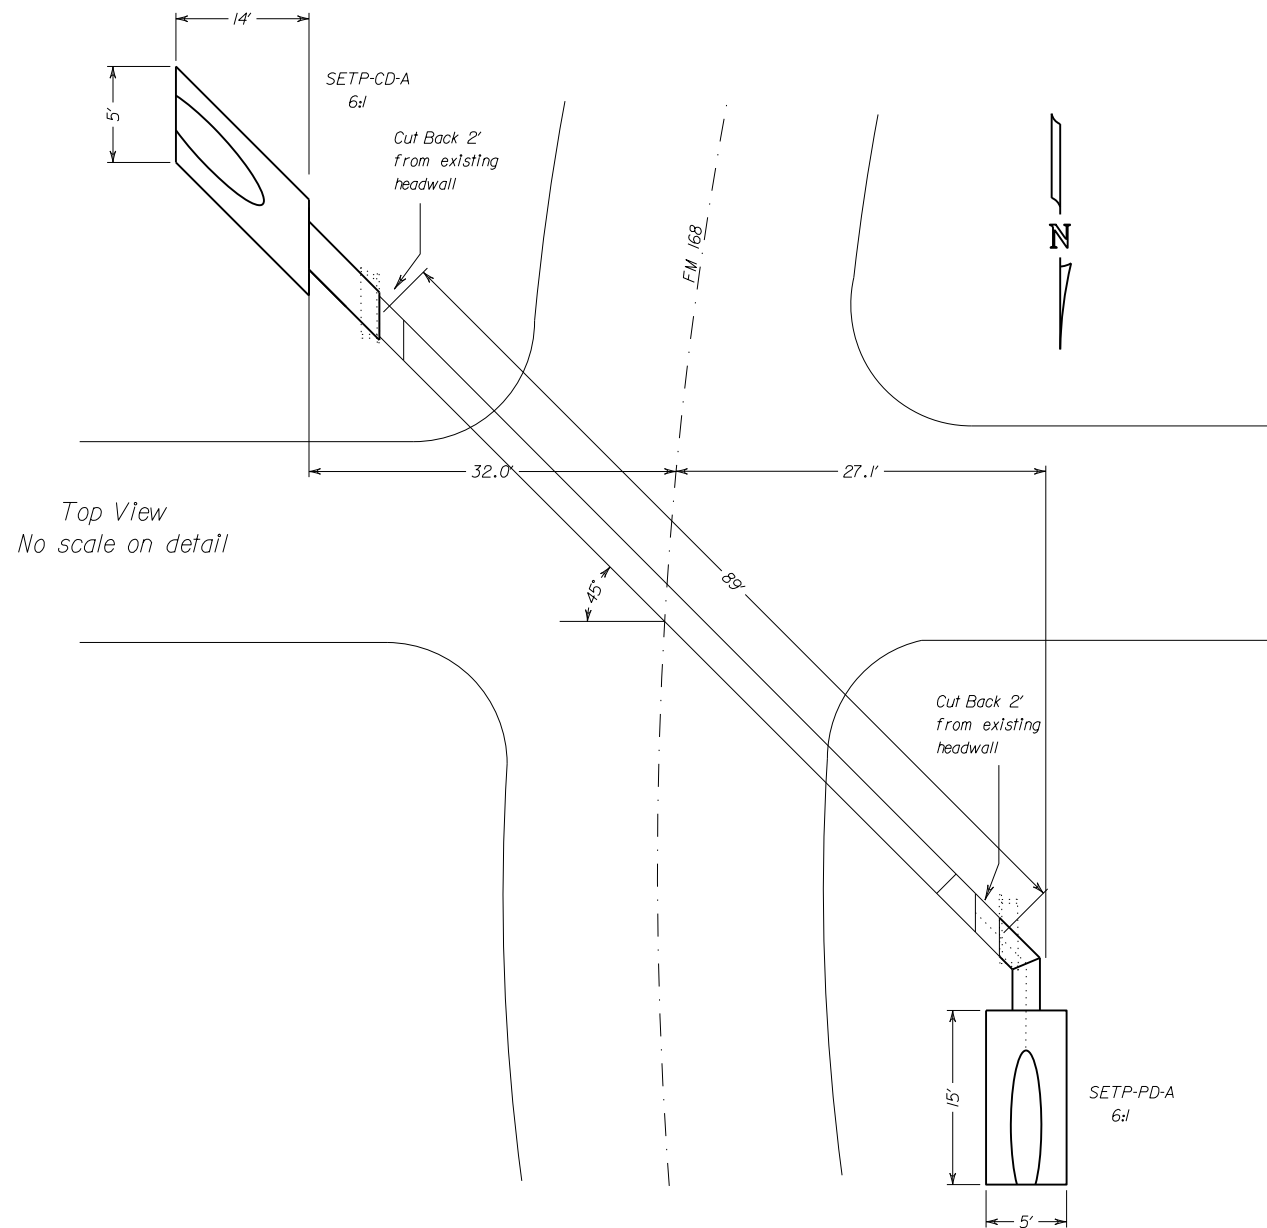 14'
SETP-CD-A
6:1
5'
Cut Back 2'
from existing
headwall
FM 168
N
32.0'
27.1'
Top View
No scale on detail
89'
45°
Cut Back 2'
from existing
headwall
15'
SETP-PD-A
6:1
5'